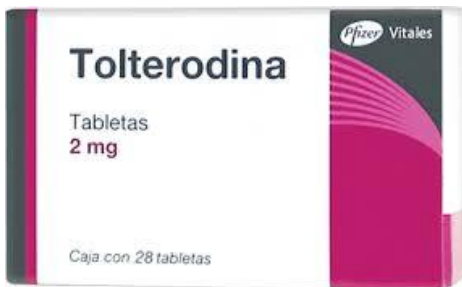 Pfizer Vitales
Tolterodina
Tabletas
2 mg
Caja con 28 tabletas